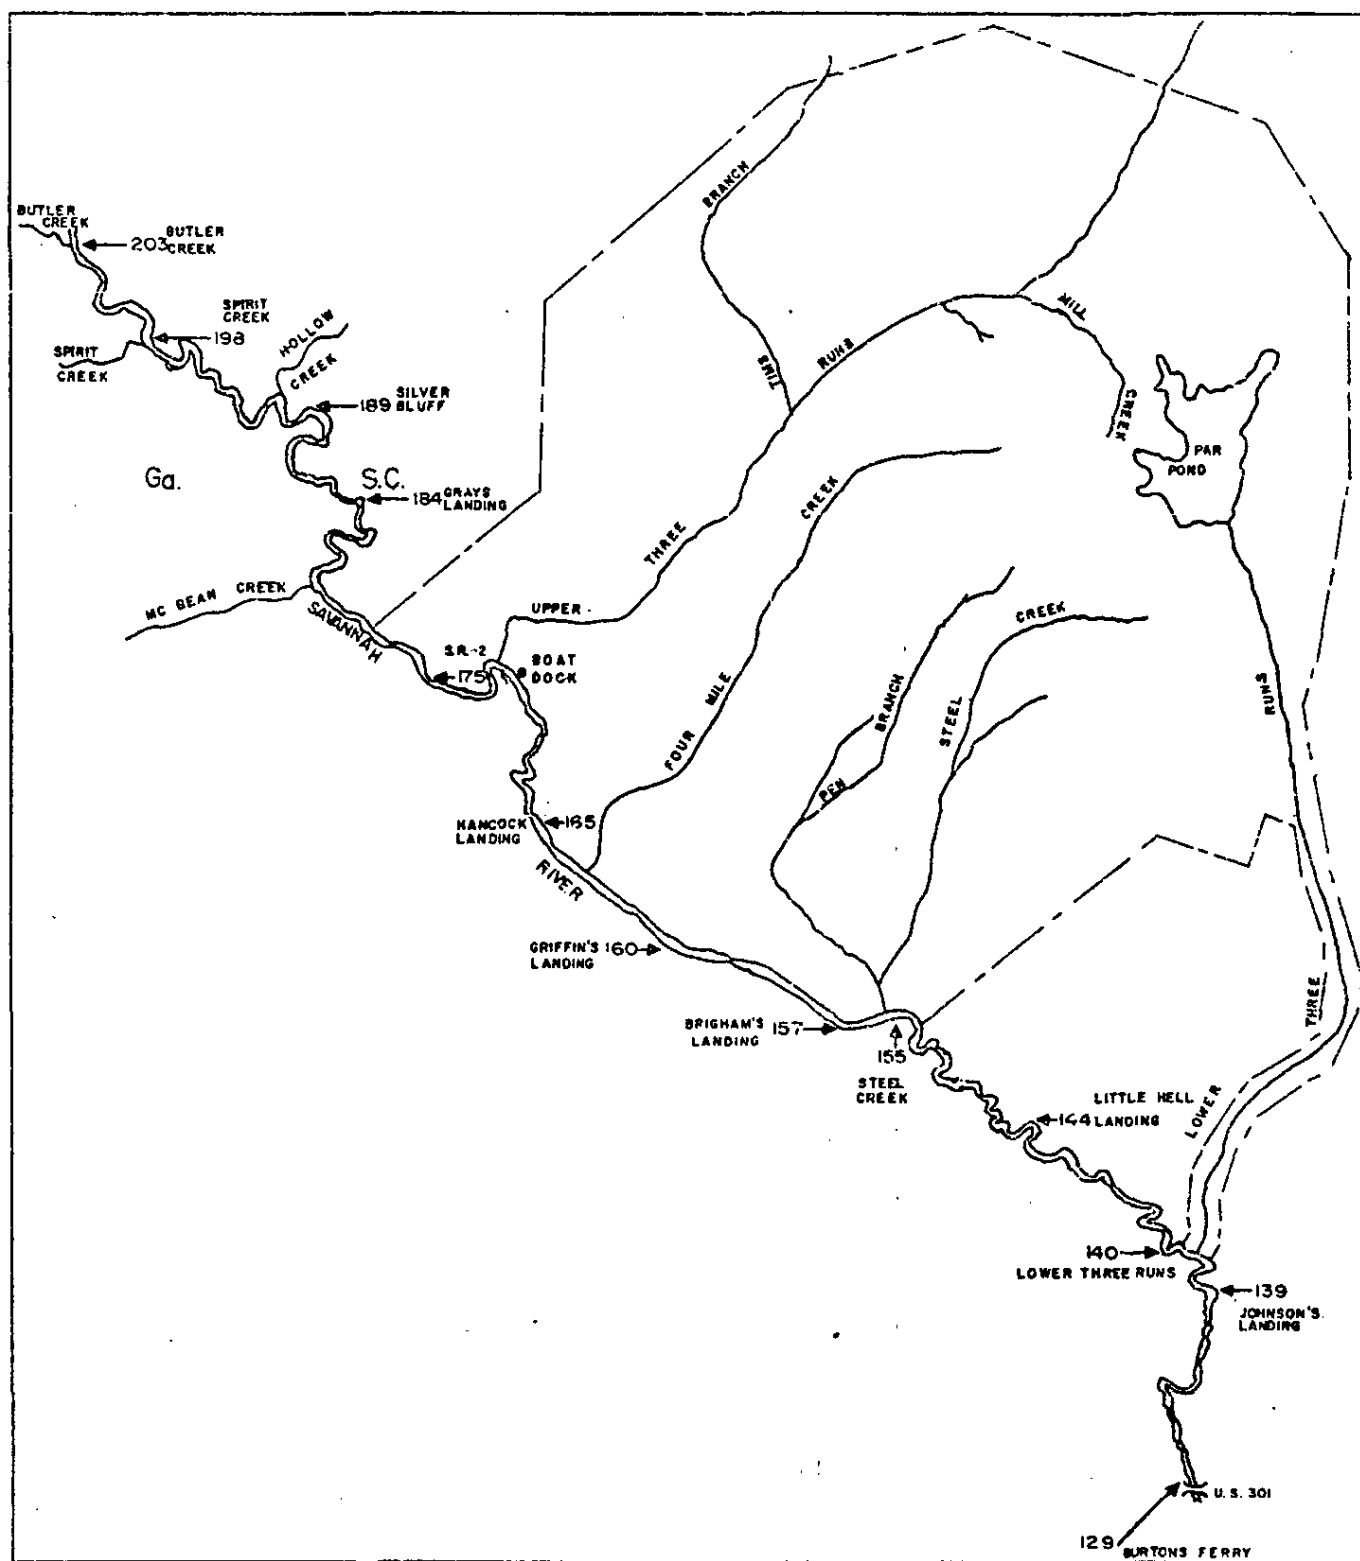 BUTLER
CREEK
203 BUTLER
CREEK
SPIRIT
CREEK
198
SPIRIT
CREEK
HOLLOW
CREEK
189 SILVER
BLUFF
Ga.
S.C.
184 GRAYS
LANDING
MC BEAN CREEK
SAVANNAH
RIVER
S.R.-2
175
BOAT
DOCK
UPPER
THREE
RUNS
TIMS
BRANCH
TINK
CREEK
PAR
POND
FOUR MILE
CREEK
PEN
BRANCH
STEEL
CREEK
HANCOCK
LANDING
165
GRIFFIN'S 160
LANDING
BRIGHAM'S 157
LANDING
155
STEEL
CREEK
LITTLE HELL
144 LANDING
LOWER
THREE
RUNS
140
LOWER THREE RUNS
139
JOHNSON'S
LANDING
U.S. 301
129
BURTONS FERRY